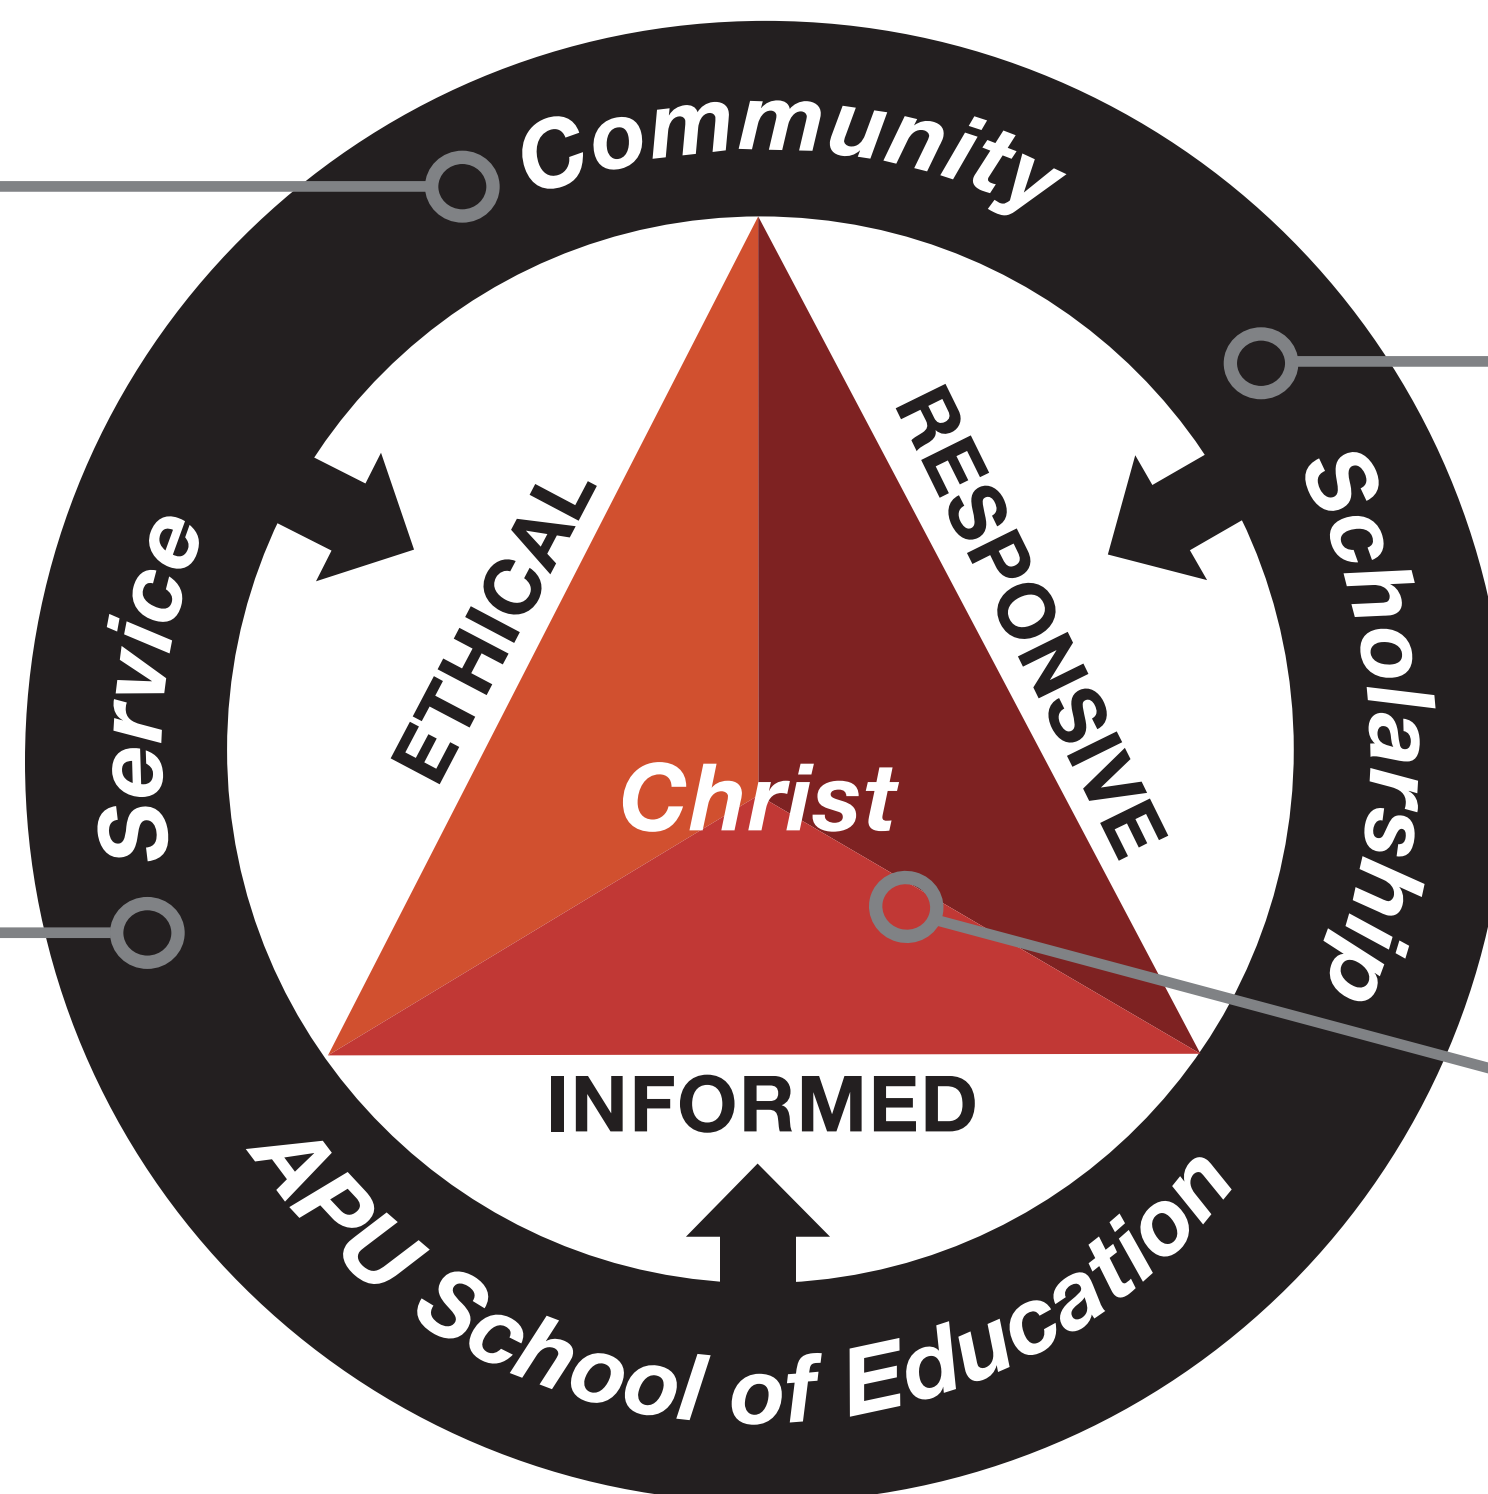 Community
Service
Scholarship
ETHICAL
RESPONSIVE
Christ
INFORMED
APU School of Education